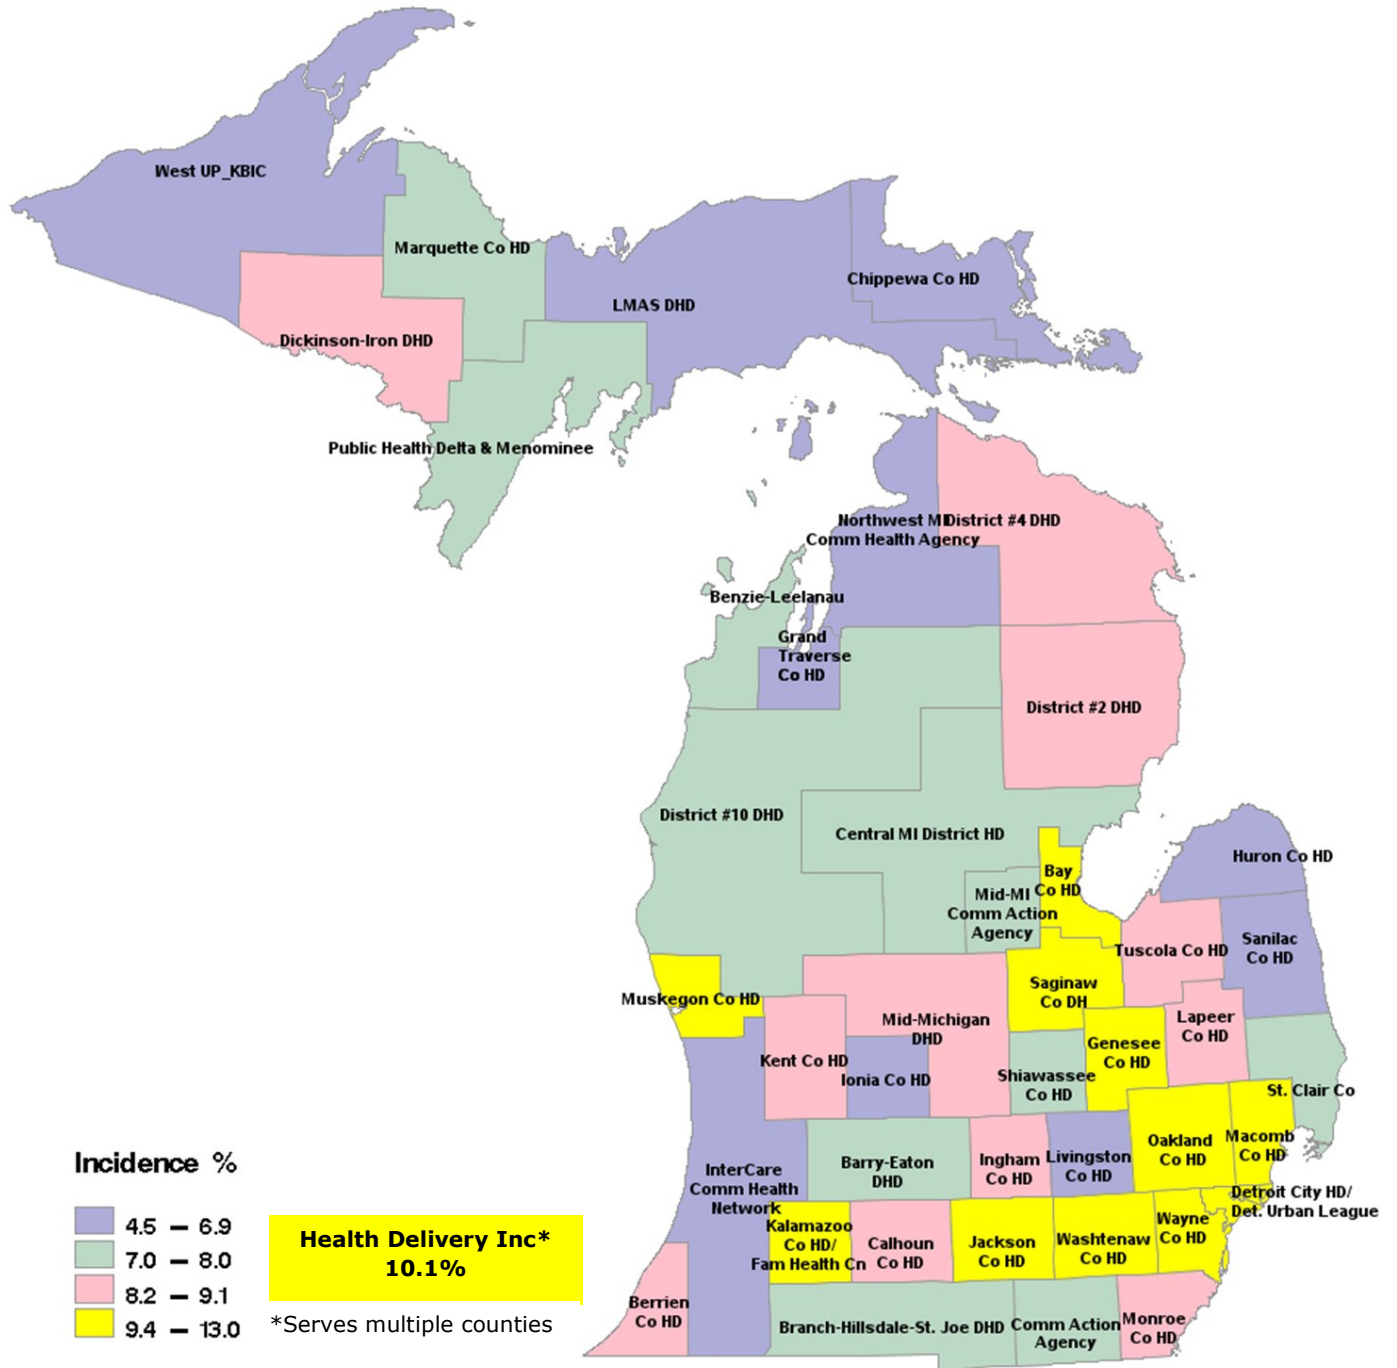 West UP_KBIC
Marquette Co HD
Chippewa Co HD
LMAS DHD
Dickinson-Iron DHD
Public Health Delta & Menominee
Northwest MI
Comm Health Agency
District #4 DHD
Benzie-Leelanau
Grand
Traverse
Co HD
District #2 DHD
District #10 DHD
Central MI District HD
Huron Co HD
Bay
Co HD
Mid-MI
Comm Action
Agency
Tuscola Co HD
Sanilac
Co HD
Muskegon Co HD
Saginaw
Co DH
Mid-Michigan
DHD
Lapeer
Co HD
Genesee
Co HD
Kent Co HD
Ionia Co HD
Shiawassee
Co HD
St. Clair Co
Oakland
Co HD
Macomb
Co HD
InterCare
Comm Health
Network
Barry-Eaton
DHD
Ingham
Co HD
Livingston
Co HD
Detroit City HD/
Det. Urban League
Kalamazoo
Co HD/
Fam Health Cn
Calhoun
Co HD
Jackson
Co HD
Washtenaw
Co HD
Wayne
Co HD
Berrien
Co HD
Branch-Hillsdale-St. Joe DHD
Comm Action
Agency
Monroe
Co HD
Incidence %
4.5 – 6.9
7.0 – 8.0
8.2 – 9.1
9.4 – 13.0
Health Delivery Inc*
10.1%
*Serves multiple counties